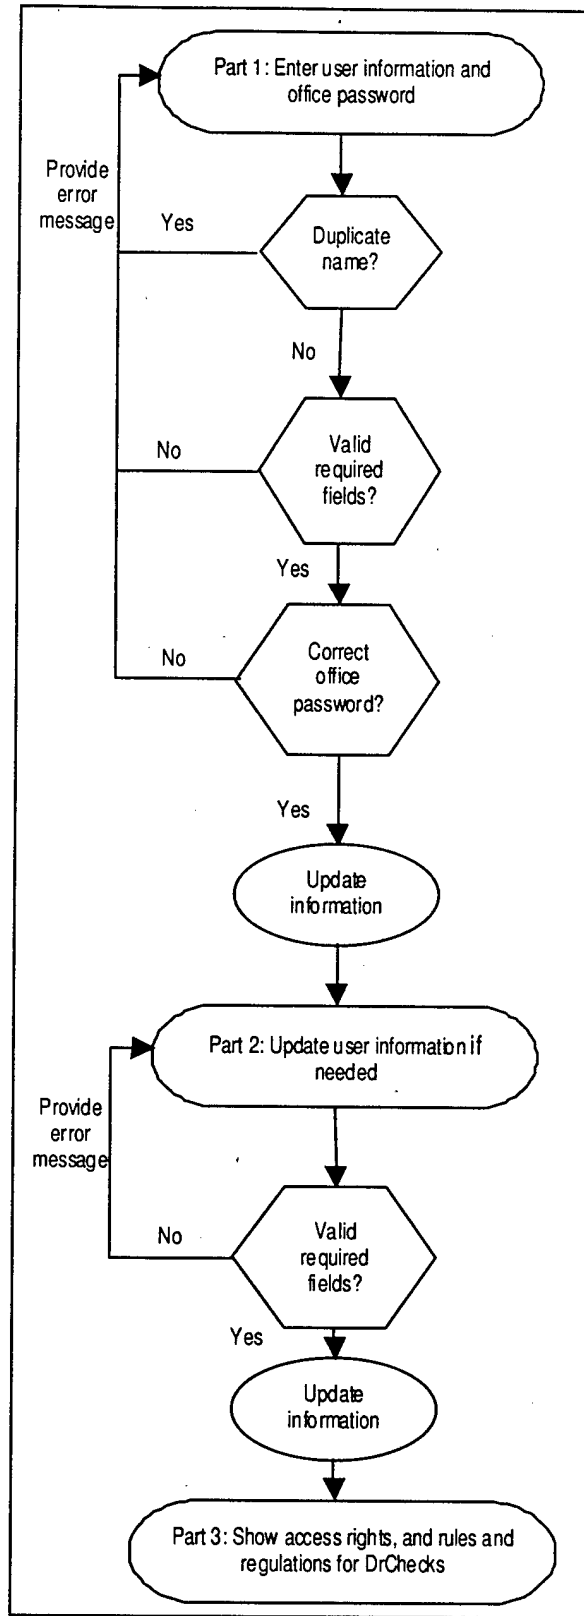 Part 1: Enter user information and
office password
Provide
error
message
Yes
Duplicate
name?
No
No
Valid
required
fields?
Yes
No
Correct
office
password?
Yes
Update
information
Part 2: Update user information if
needed
Provide
error
message
No
Valid
required
fields?
Yes
Update
information
Part 3: Show access rights, and rules and
regulations for DrChecks